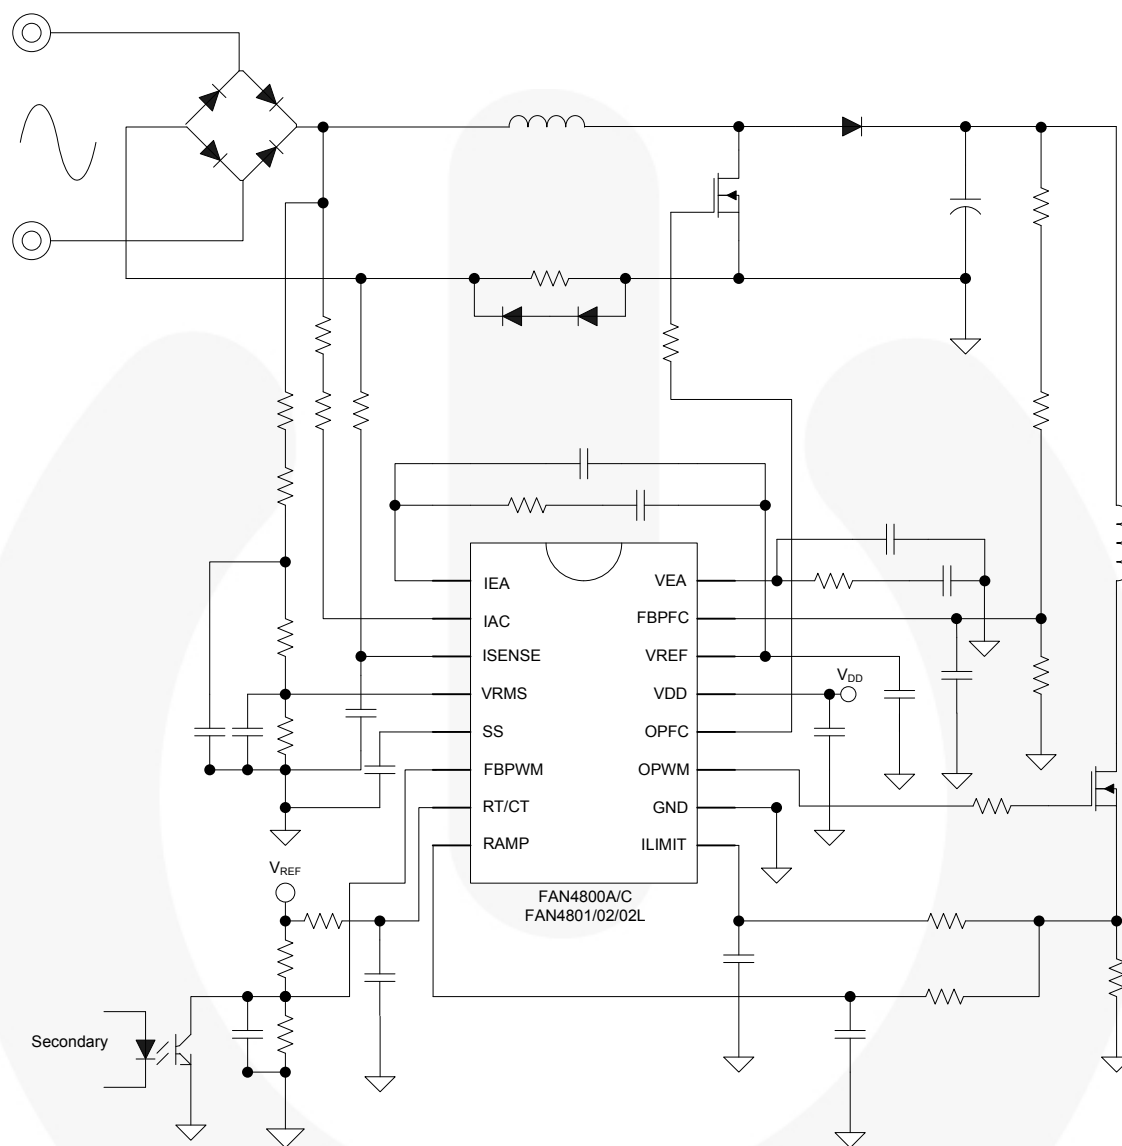 IEA
IAC
ISENSE
VRMS
SS
FBPWM
RT/CT
RAMP
VEA
FBPFC
VREF
VDD
OPFC
OPWM
GND
ILIMIT
VDD
FAN4800A/C
FAN4801/02/02L
VREF
Secondary